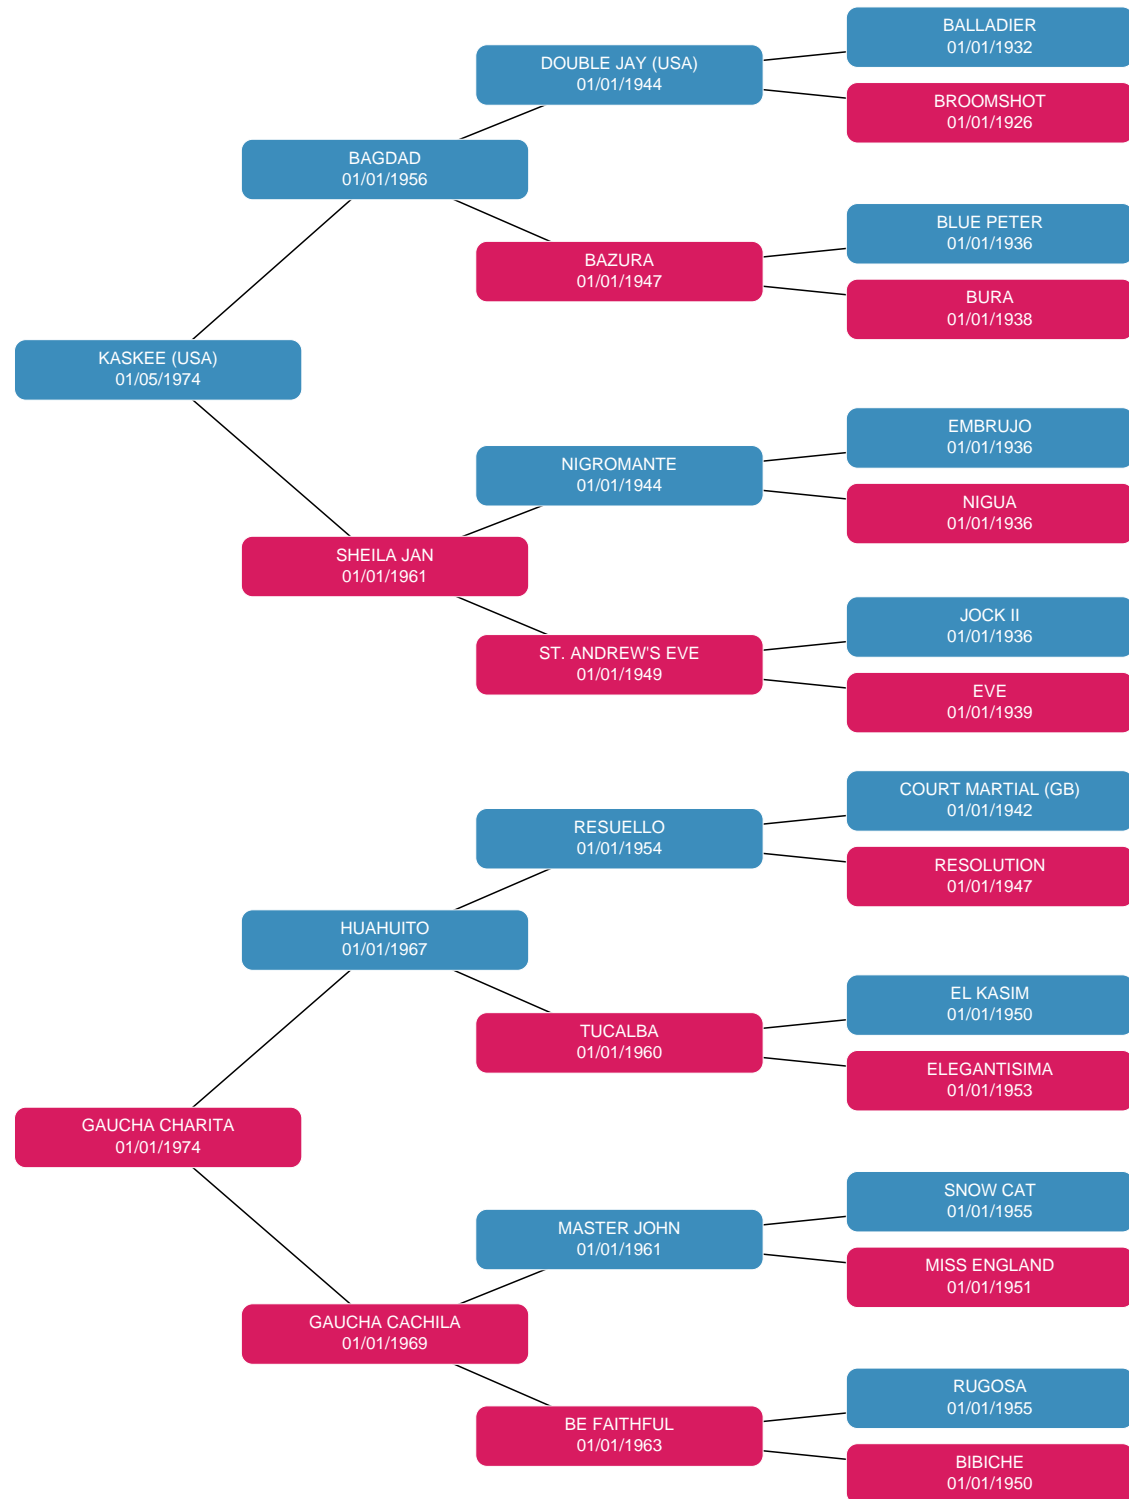 BALLADIER
01/01/1932
DOUBLE JAY (USA)
01/01/1944
BROOMSHOT
01/01/1926
BAGDAD
01/01/1956
BLUE PETER
01/01/1936
BAZURA
01/01/1947
BURA
01/01/1938
KASKEE (USA)
01/05/1974
EMBRUJO
01/01/1936
NIGROMANTE
01/01/1944
NIGUA
01/01/1936
SHEILA JAN
01/01/1961
JOCK II
01/01/1936
ST. ANDREW'S EVE
01/01/1949
EVE
01/01/1939
COURT MARTIAL (GB)
01/01/1942
RESUELLO
01/01/1954
RESOLUTION
01/01/1947
HUAHUITO
01/01/1967
EL KASIM
01/01/1950
TUCALBA
01/01/1960
ELEGANTISIMA
01/01/1953
GAUCHA CHARITA
01/01/1974
SNOW CAT
01/01/1955
MASTER JOHN
01/01/1961
MISS ENGLAND
01/01/1951
GAUCHA CACHILA
01/01/1969
RUGOSA
01/01/1955
BE FAITHFUL
01/01/1963
BIBICHE
01/01/1950